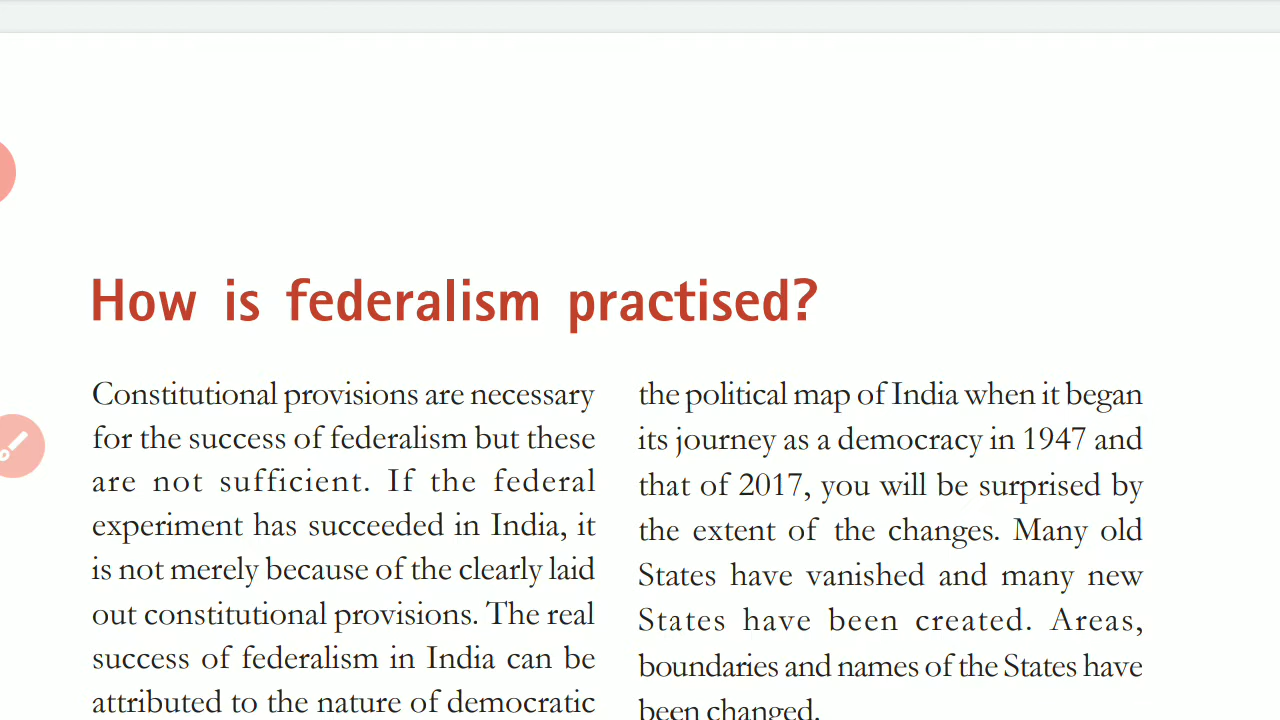 How is federalism practised?
Constitutional provisions are necessary
for the success of federalism but these
are not sufficient. If the federal
experiment has succeeded in India, it
is not merely because of the clearly laid
out constitutional provisions. The real
success of federalism in India can be
attributed to the nature of democratic
the political map of India when it began
its journey as a democracy in 1947 and
that of 2017, you will be surprised by
the extent of the changes. Many old
States have vanished and many new
States have been created. Areas,
boundaries and names of the States have
been changed.